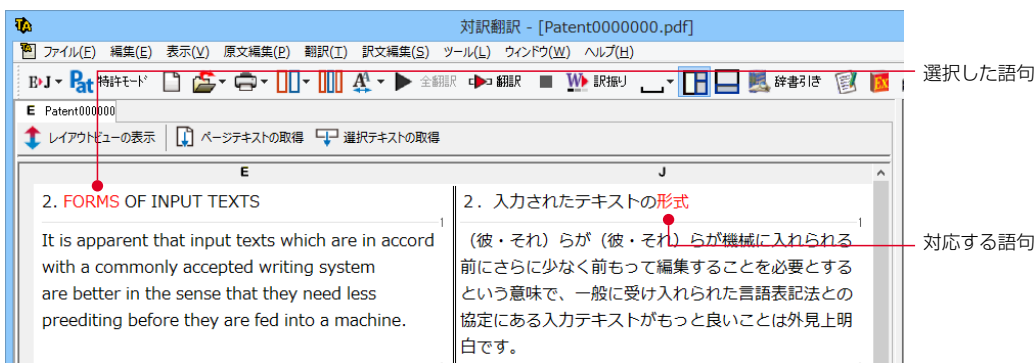 対訳翻訳 - [Patent0000000.pdf]
ファイル(F) 編集(E) 表示(V) 原文編集(P) 翻訳(T) 訳文編集(S) ツール(L) ウィンドウ(W) ヘルプ(H)
E▸J Pat 特許モード 全翻訳 翻訳 W 訳振り 辞書引き
選択した語句
E Patent000000
レイアウトビューの表示 ページテキストの取得 選択テキストの取得
E
J
2. FORMS OF INPUT TEXTS
1
It is apparent that input texts which are in accord
with a commonly accepted writing system
are better in the sense that they need less
preediting before they are fed into a machine.
2．入力されたテキストの形式
1
（彼・それ）らが（彼・それ）らが機械に入れられる
前にさらに少なく前もって編集することを必要とする
という意味で、一般に受け入れられた言語表記法との
協定にある入力テキストがもっと良いことは外見上明
白です。
対応する語句